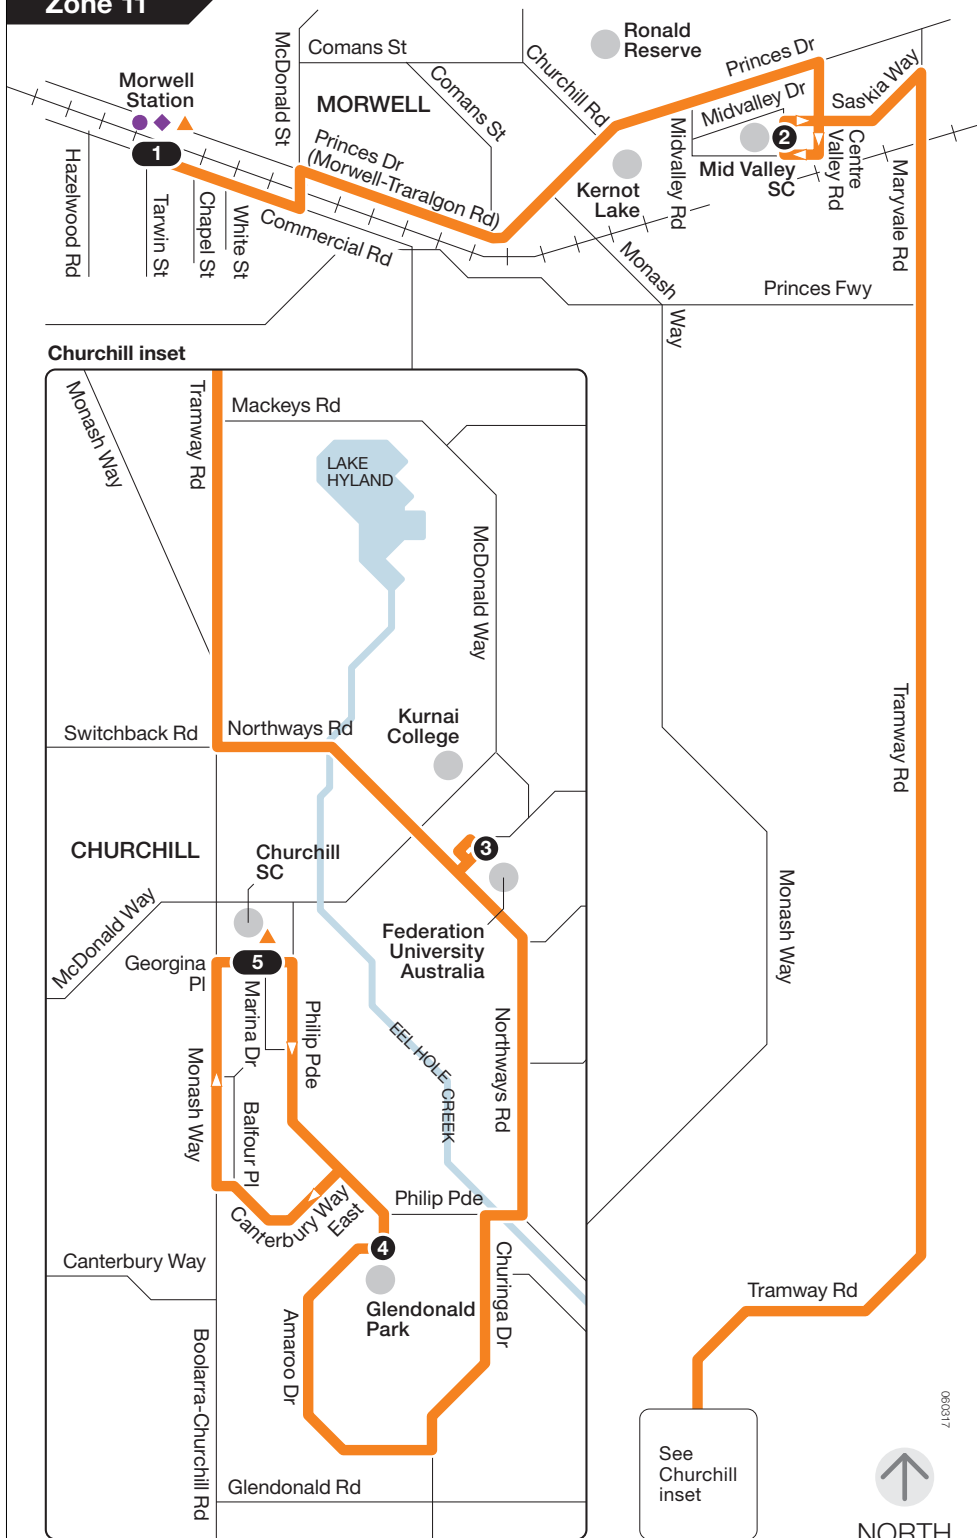 Zone 11
Ronald
Reserve
Comans St
McDonald St
Churchill Rd
Princes Dr
Morwell
Station
MORWELL
Comans St
Midvalley Dr
Saskia Way
1
Princes Dr
(Morwell-Traralgon Rd)
2
Mid Valley
SC
Centre
Valley Rd
Kernot
Lake
Midvalley Rd
Maryvale Rd
Hazelwood Rd
Tarwin St
Chapel St
White St
Commercial Rd
Monash
Way
Princes Fwy
Churchill inset
Monash Way
Tramway Rd
Mackeys Rd
LAKE
HYLAND
McDonald Way
Tramway Rd
Switchback Rd
Northways Rd
Kurnai
College
CHURCHILL
Churchill
SC
3
Monash Way
McDonald Way
Federation
University
Australia
Georgina
Pl
5
Marina Dr
Philip Pde
EEL HOLE CREEK
Northways Rd
Monash Way
Balfour Pl
Canterbury Way
East
Philip Pde
4
Canterbury Way
Glendonald
Park
Churinga Dr
Amaroo Dr
Boolarra-Churchill Rd
Glendonald Rd
Tramway Rd
See
Churchill
inset
060317
NORTH